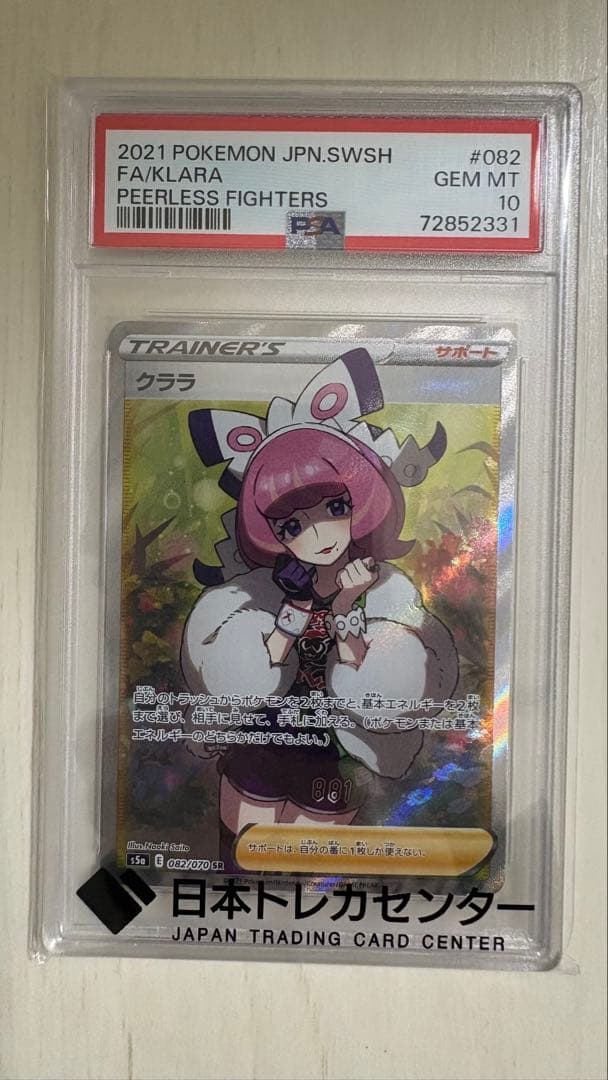 2021 POKEMON JPN.SWSH #082
FA/KLARA GEM MT
PEERLESS FIGHTERS 10
PSA 72852331
TRAINER'S サポート
クララ
自分のトラッシュからポケモンを2枚までと、基本エネルギーを2枚
まで選び、相手に見せて、手札に加える。(ポケモンまたは基本
エネルギーのどちらかだけでもよい。)
881
Illus. Naoki Saito
サポートは、自分の番に1枚しか使えない。
s5a E 082/070 SR
日本トレカセンター
JAPAN TRADING CARD CENTER